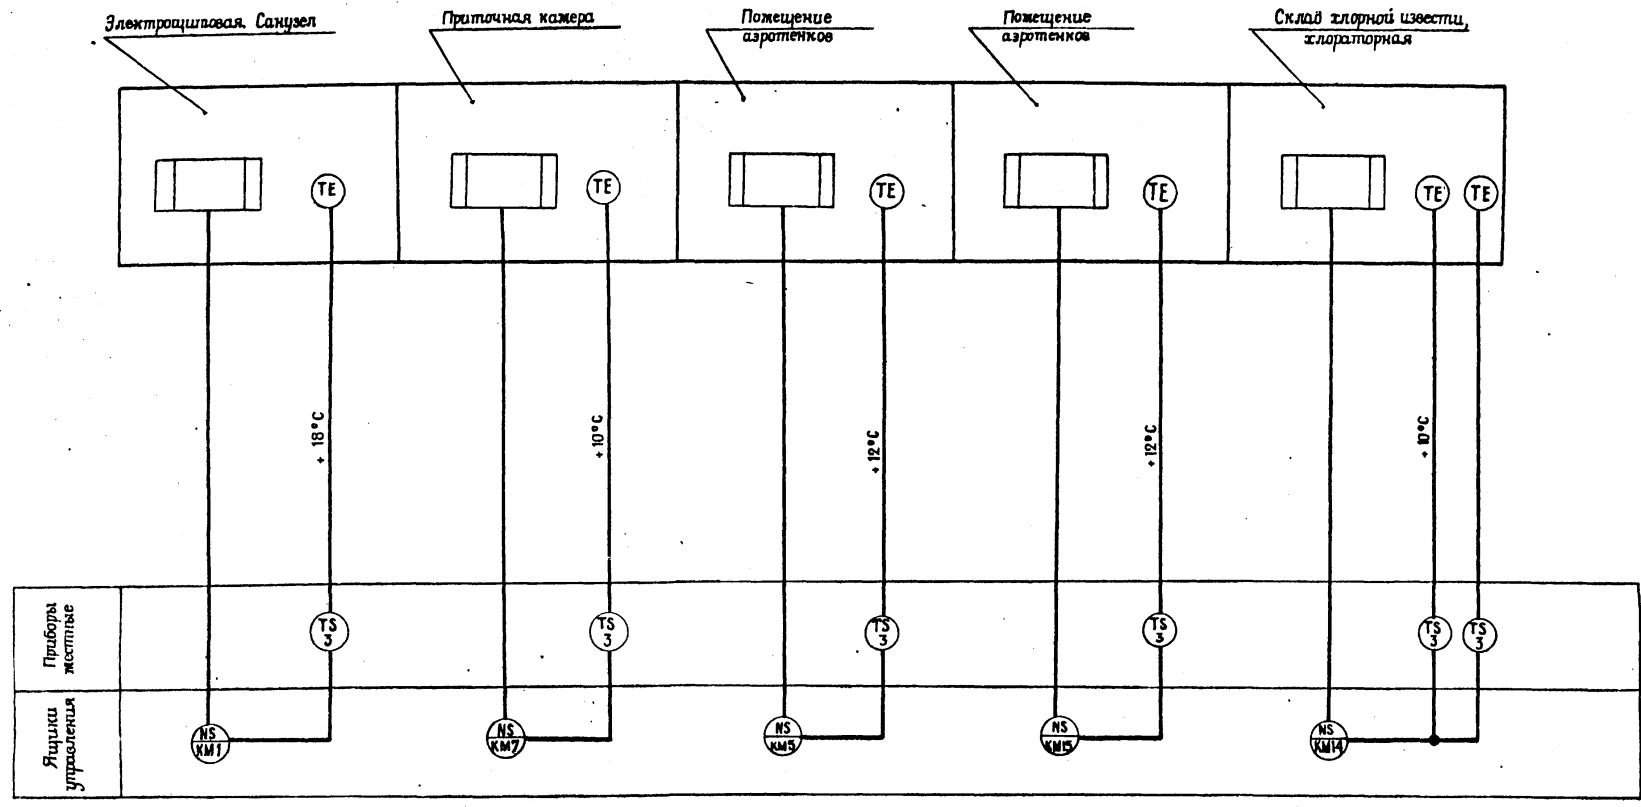 Электрощитовая. Санузел
Приточная камера
Помещение
аэротенков
Помещение
аэротенков
Склад хлорной извести,
хлораторная
TE
TE
TE
TE
TE
TE
+ 18°C
+ 10°C
+ 12°C
+ 12°C
+ 10°C
Приборы
местные
TS
3
TS
3
TS
3
TS
3
TS
3
TS
3
Ящики
управления
NS
KM1
NS
KM7
NS
KM5
NS
KM15
NS
KM14